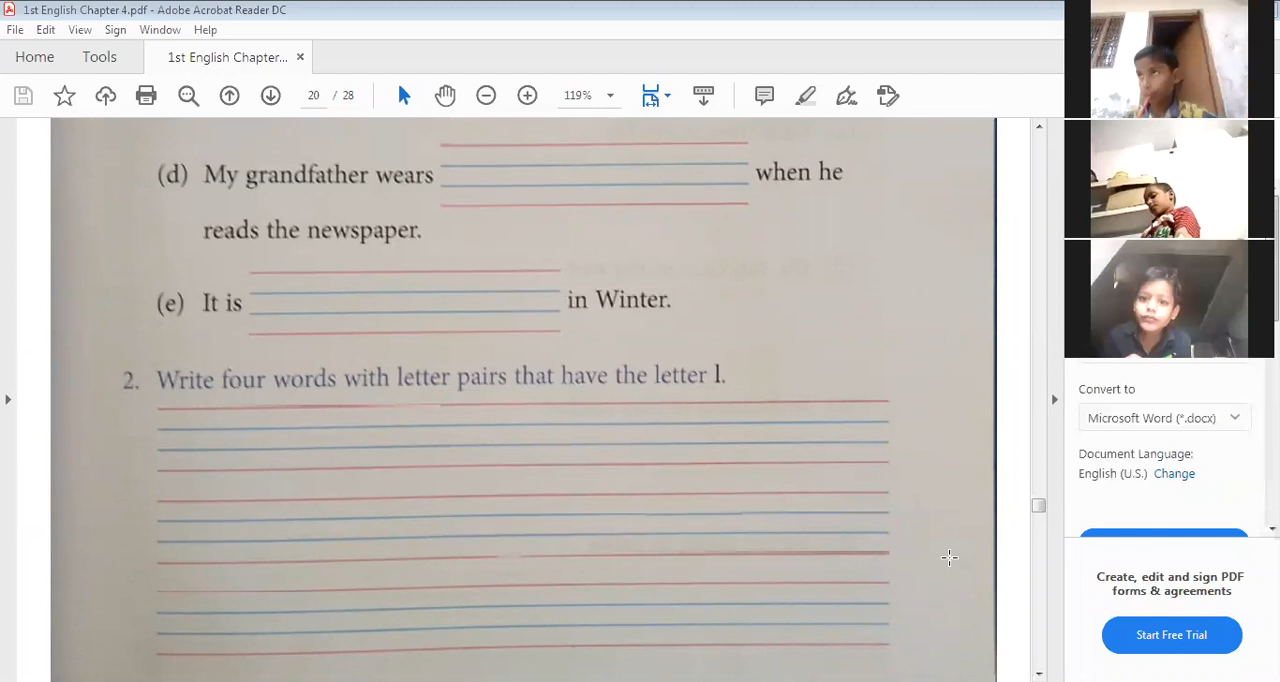 1st English Chapter 4.pdf - Adobe Acrobat Reader DC
File Edit View Sign Window Help
Home Tools 1st English Chapter... ×
20 / 28 119%
(d) My grandfather wears when he
reads the newspaper.
(e) It is in Winter.
2. Write four words with letter pairs that have the letter l.
Convert to
Microsoft Word (*.docx)
Document Language:
English (U.S.) Change
Create, edit and sign PDF
forms & agreements
Start Free Trial